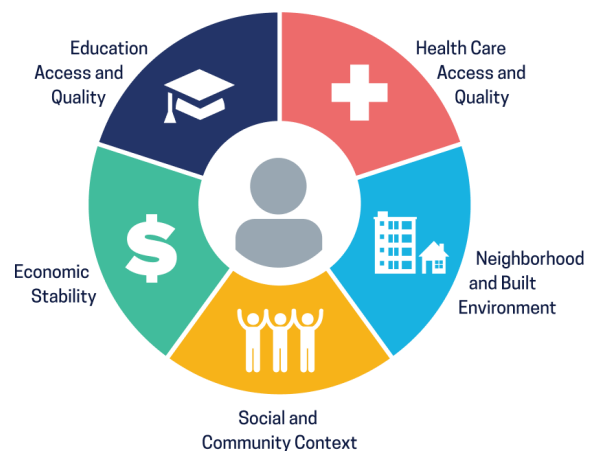 Education
Access and
Quality
Health Care
Access and
Quality
Economic
Stability
Neighborhood
and Built
Environment
Social and
Community Context